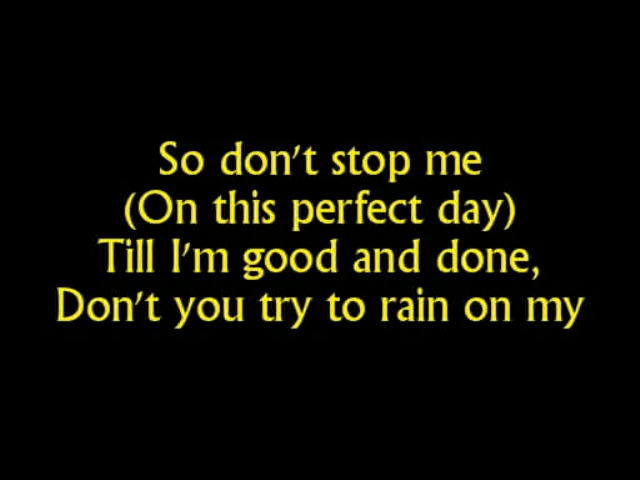 So don't stop me
(On this perfect day)
Till I'm good and done,
Don't you try to rain on my